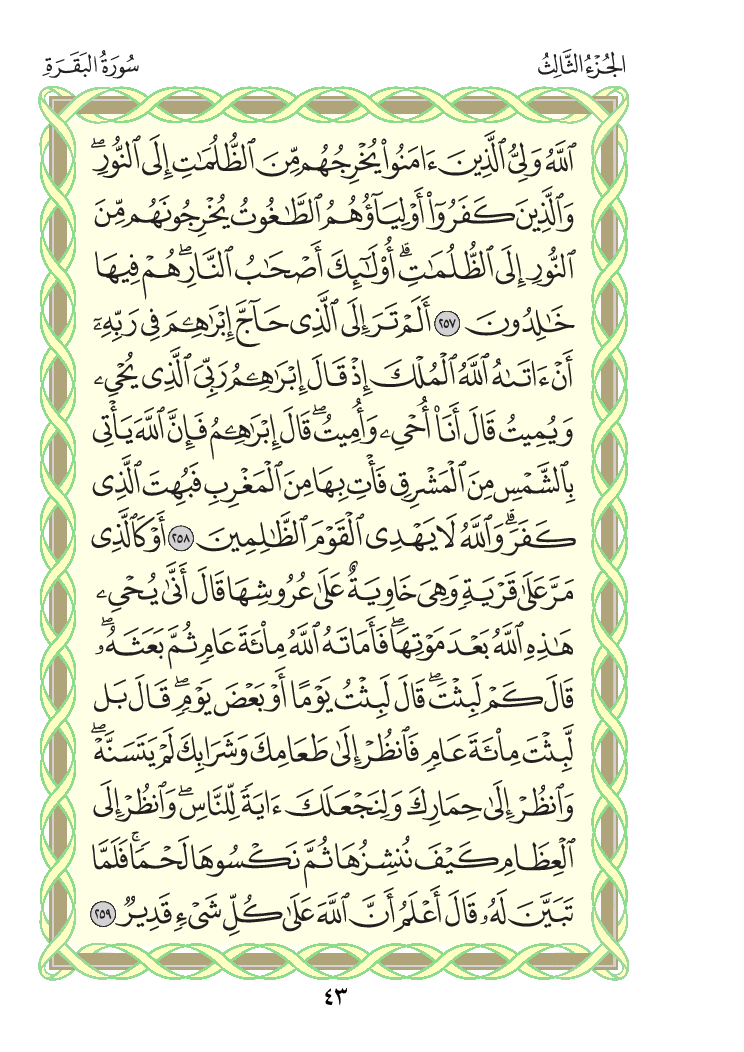 الجُزْءُ الثَّالِثُ
سُورَةُ البَقَرَةِ
ٱللَّهُ وَلِىُّ ٱلَّذِينَ ءَامَنُوا۟ يُخْرِجُهُم مِّنَ ٱلظُّلُمَـٰتِ إِلَى ٱلنُّورِ ۖ
وَٱلَّذِينَ كَفَرُوٓا۟ أَوْلِيَآؤُهُمُ ٱلطَّـٰغُوتُ يُخْرِجُونَهُم مِّنَ
ٱلنُّورِ إِلَى ٱلظُّلُمَـٰتِ ۗ أُو۟لَـٰٓئِكَ أَصْحَـٰبُ ٱلنَّارِ ۖ هُمْ فِيهَا
خَـٰلِدُونَ ٢٥٧ أَلَمْ تَرَ إِلَى ٱلَّذِى حَآجَّ إِبْرَٰهِـۧمَ فِى رَبِّهِۦٓ
أَنْ ءَاتَىٰهُ ٱللَّهُ ٱلْمُلْكَ إِذْ قَالَ إِبْرَٰهِـۧمُ رَبِّىَ ٱلَّذِى يُحْىِۦ
وَيُمِيتُ قَالَ أَنَا۠ أُحْىِۦ وَأُمِيتُ ۖ قَالَ إِبْرَٰهِـۧمُ فَإِنَّ ٱللَّهَ يَأْتِى
بِٱلشَّمْسِ مِنَ ٱلْمَشْرِقِ فَأْتِ بِهَا مِنَ ٱلْمَغْرِبِ فَبُهِتَ ٱلَّذِى
كَفَرَ ۗ وَٱللَّهُ لَا يَهْدِى ٱلْقَوْمَ ٱلظَّـٰلِمِينَ ٢٥٨ أَوْ كَٱلَّذِى
مَرَّ عَلَىٰ قَرْيَةٍ وَهِىَ خَاوِيَةٌ عَلَىٰ عُرُوشِهَا قَالَ أَنَّىٰ يُحْىِۦ
هَـٰذِهِ ٱللَّهُ بَعْدَ مَوْتِهَا ۖ فَأَمَاتَهُ ٱللَّهُ مِا۟ئَةَ عَامٍ ثُمَّ بَعَثَهُۥ ۖ
قَالَ كَمْ لَبِثْتَ ۖ قَالَ لَبِثْتُ يَوْمًا أَوْ بَعْضَ يَوْمٍ ۖ قَالَ بَل
لَّبِثْتَ مِا۟ئَةَ عَامٍ فَٱنظُرْ إِلَىٰ طَعَامِكَ وَشَرَابِكَ لَمْ يَتَسَنَّهْ ۖ
وَٱنظُرْ إِلَىٰ حِمَارِكَ وَلِنَجْعَلَكَ ءَايَةً لِّلنَّاسِ ۖ وَٱنظُرْ إِلَى
ٱلْعِظَامِ كَيْفَ نُنشِزُهَا ثُمَّ نَكْسُوهَا لَحْمًا ۚ فَلَمَّا
تَبَيَّنَ لَهُۥ قَالَ أَعْلَمُ أَنَّ ٱللَّهَ عَلَىٰ كُلِّ شَىْءٍ قَدِيرٌ ٢٥٩
٤٣